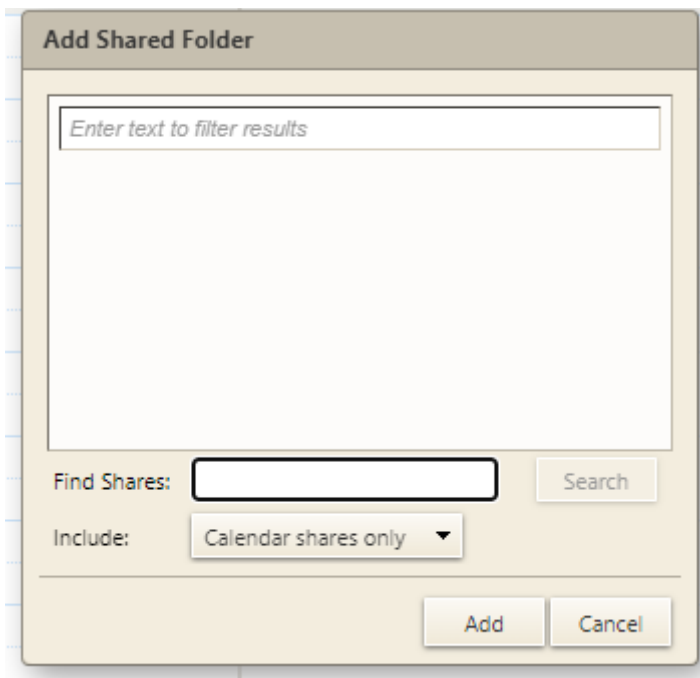 Add Shared Folder
Enter text to filter results
Find Shares:
Search
Include:
Calendar shares only
Add
Cancel